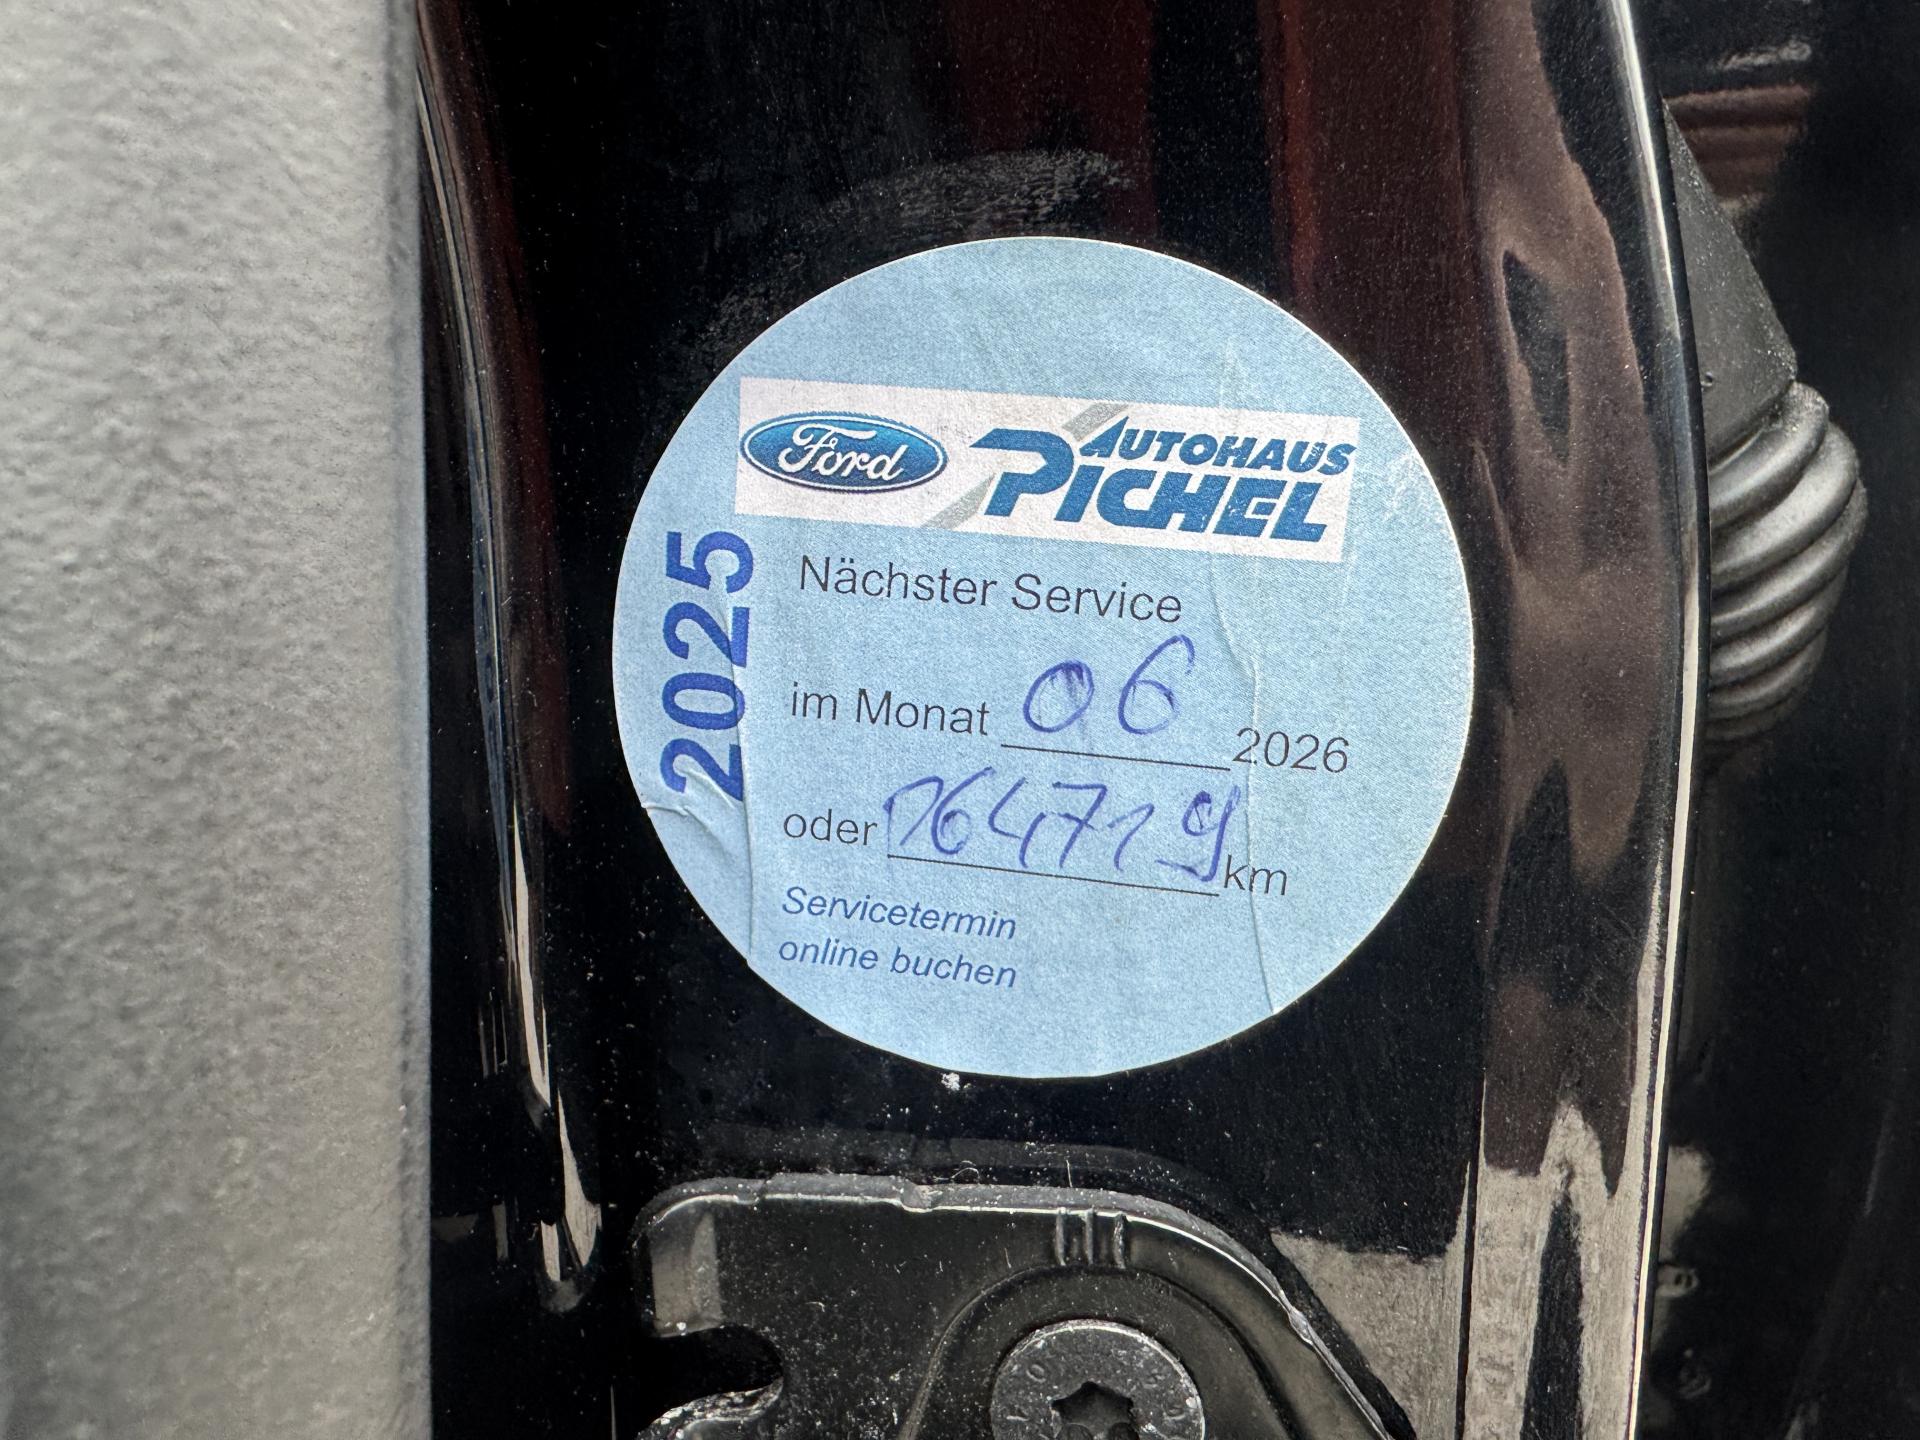 Ford AUTOHAUS
PICHEL
2025
Nächster Service
im Monat 06 2026
oder 164719 km
Servicetermin
online buchen